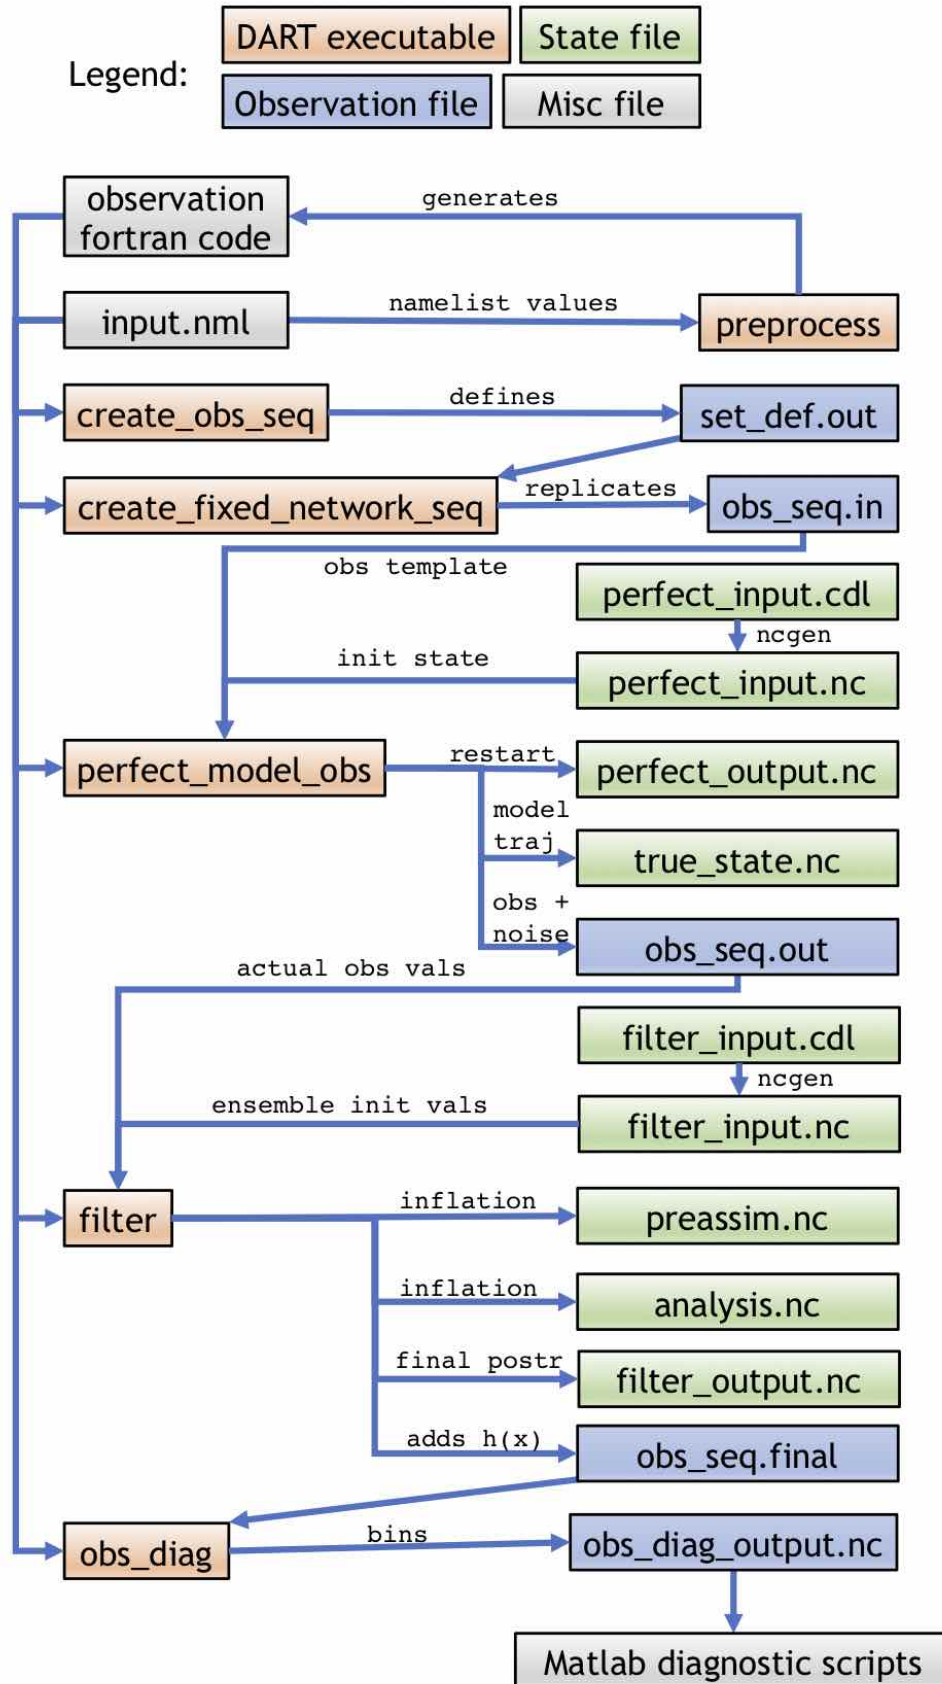 Legend:
DART executable
State file
Observation file
Misc file
observation
fortran code
generates
input.nml
namelist values
preprocess
create_obs_seq
defines
set_def.out
create_fixed_network_seq
replicates
obs_seq.in
obs template
perfect_input.cdl
ncgen
init state
perfect_input.nc
perfect_model_obs
restart
perfect_output.nc
model
traj
true_state.nc
obs +
noise
obs_seq.out
actual obs vals
filter_input.cdl
ncgen
ensemble init vals
filter_input.nc
filter
inflation
preassim.nc
inflation
analysis.nc
final postr
filter_output.nc
adds h(x)
obs_seq.final
obs_diag
bins
obs_diag_output.nc
Matlab diagnostic scripts